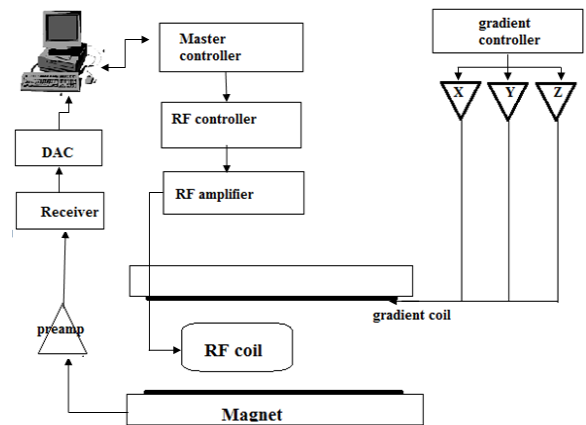 Master
controller
gradient
controller
X Y Z
RF controller
DAC
RF amplifier
Receiver
gradient coil
preamp
RF coil
Magnet